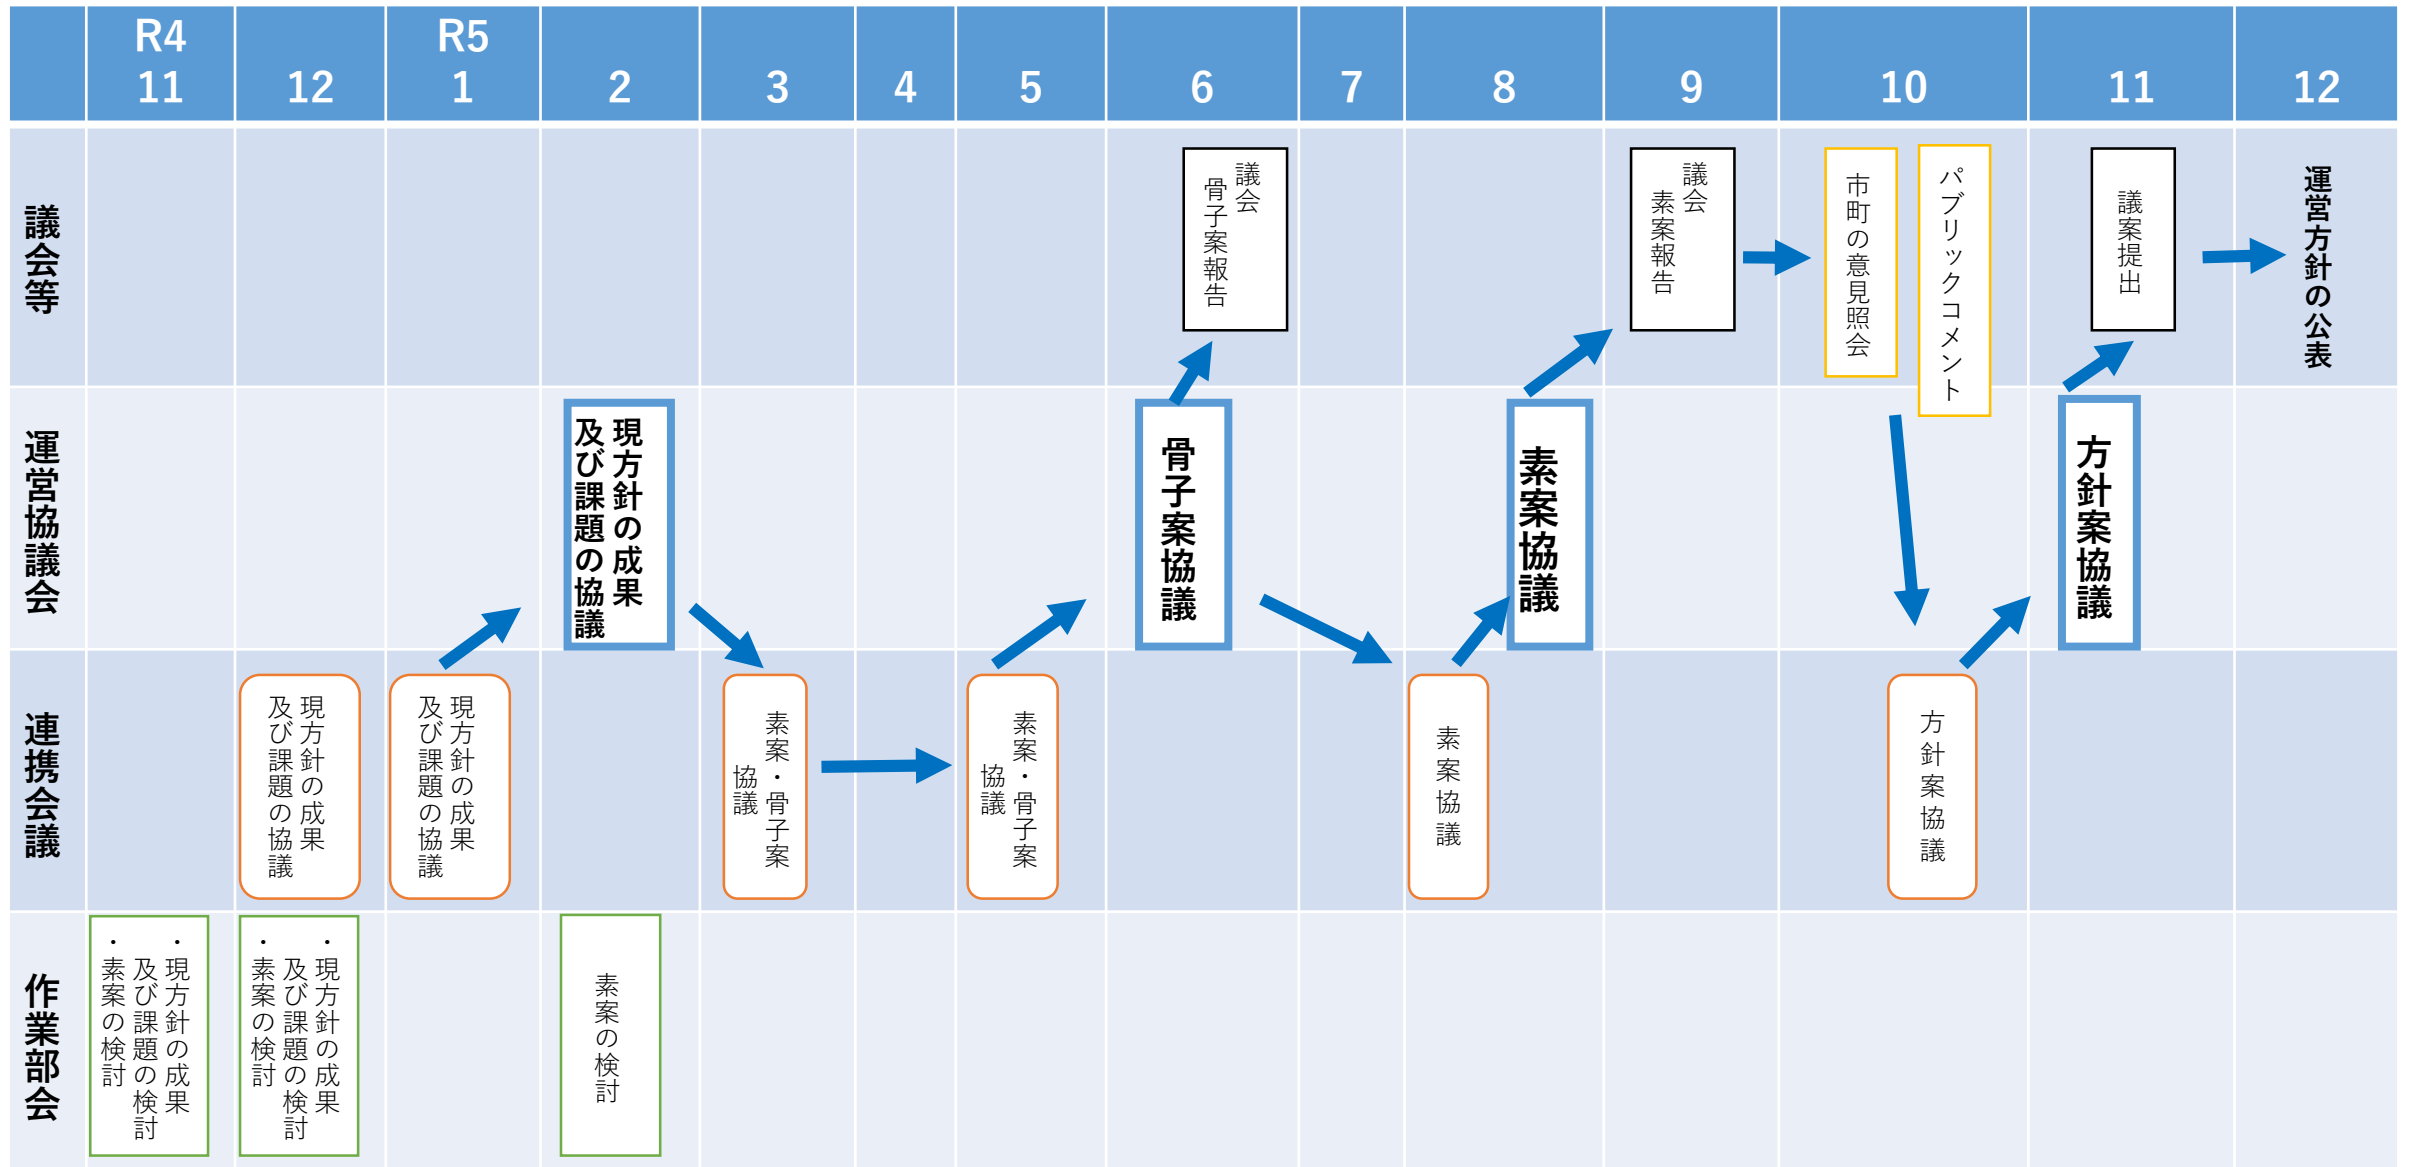 R4
11
12
R5
1
2
3
4
5
6
7
8
9
10
11
12
議会等
議会
骨子案報告
議会
素案報告
市町の意見照会
パブリックコメント
議案提出
運営方針の公表
運営協議会
現方針の成果
及び課題の協議
骨子案協議
素案協議
方針案協議
連携会議
現方針の成果
及び課題の協議
現方針の成果
及び課題の協議
素案・骨子案
協議
素案・骨子案
協議
素案協議
方針案協議
作業部会
・現方針の成果
及び課題の検討
・素案の検討
・現方針の成果
及び課題の検討
・素案の検討
素案の検討